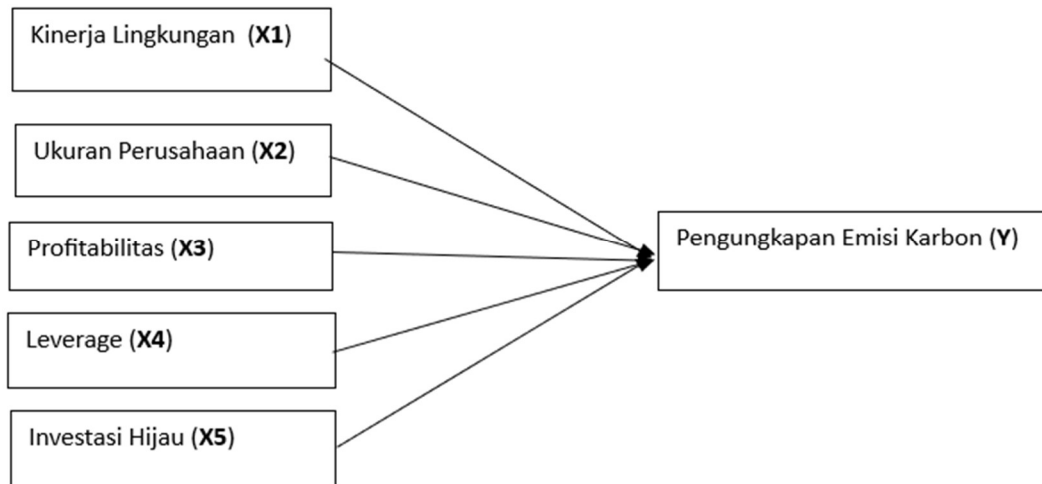 Kinerja Lingkungan (X1)
Ukuran Perusahaan (X2)
Profitabilitas (X3)
Leverage (X4)
Investasi Hijau (X5)
Pengungkapan Emisi Karbon (Y)